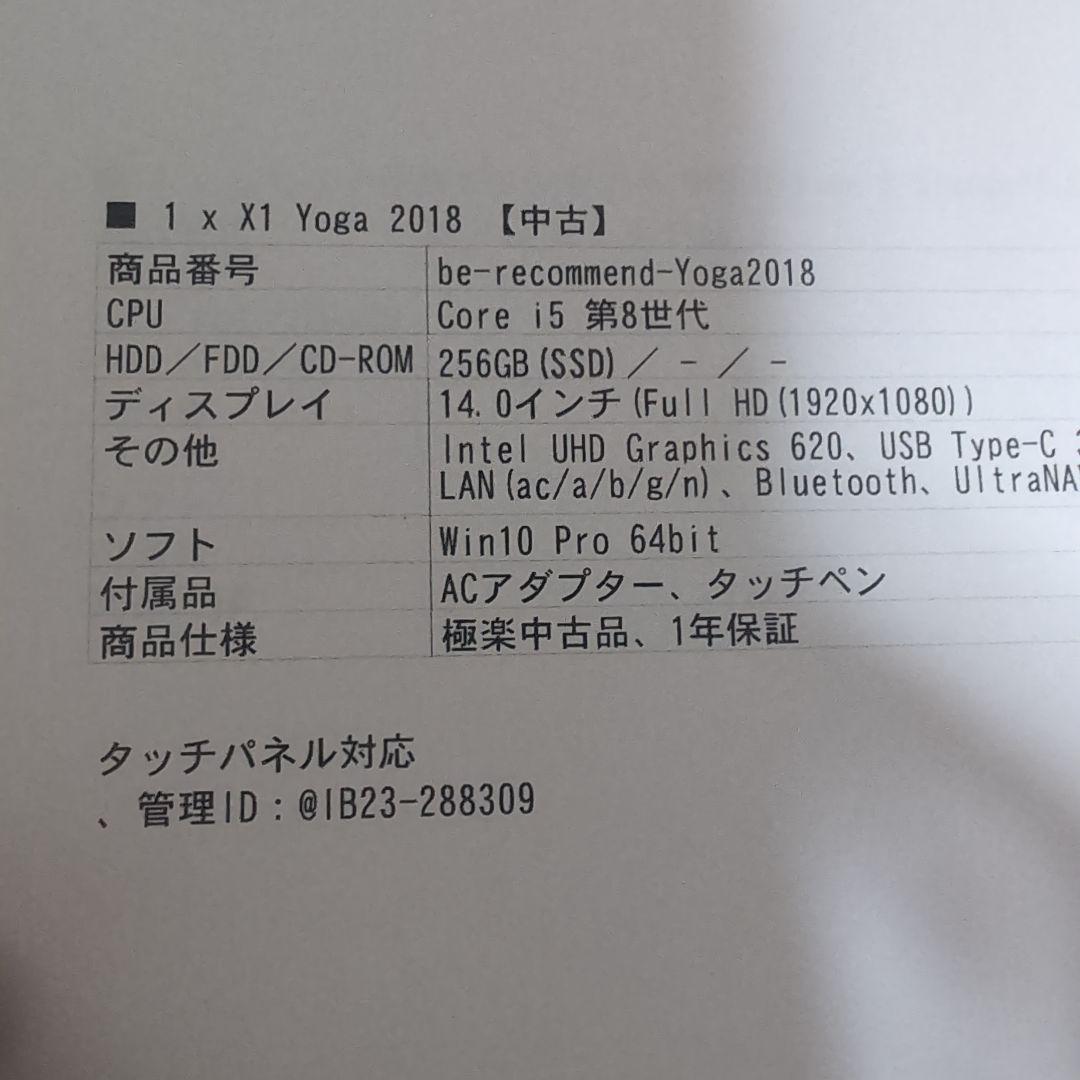 ■ 1 x X1 Yoga 2018 【中古】
商品番号 be-recommend-Yoga2018
CPU Core i5 第8世代
HDD／FDD／CD-ROM 256GB(SSD)／ - ／ -
ディスプレイ 14.0インチ(Full HD(1920x1080))
その他 Intel UHD Graphics 620、USB Type-C
LAN(ac/a/b/g/n)、Bluetooth、UltraNA
ソフト Win10 Pro 64bit
付属品 ACアダプター、タッチペン
商品仕様 極楽中古品、1年保証
タッチパネル対応
、管理ID：@IB23-288309